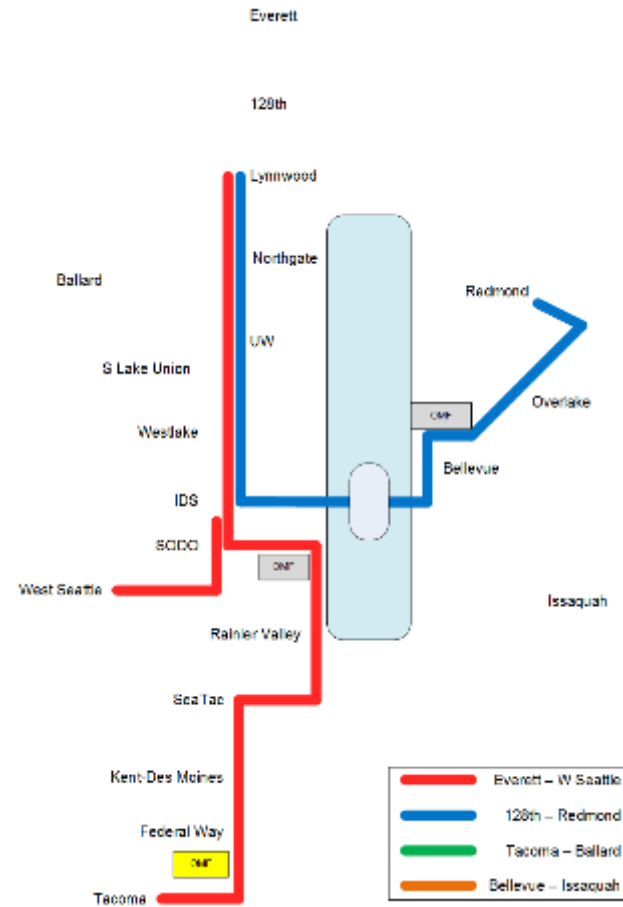 Everett
128th
Lynnwood
Northgate
Ballard
Redmond
UW
S Lake Union
Overlake
OMF
Westlake
Bellevue
IDS
SODO
OMF
West Seattle
Issaquah
Rainier Valley
SeaTac
Kent-Des Moines
Everett – W Seattle
128th – Redmond
Federal Way
Tacoma – Ballard
OMF
Bellevue – Issaquah
Tacoma